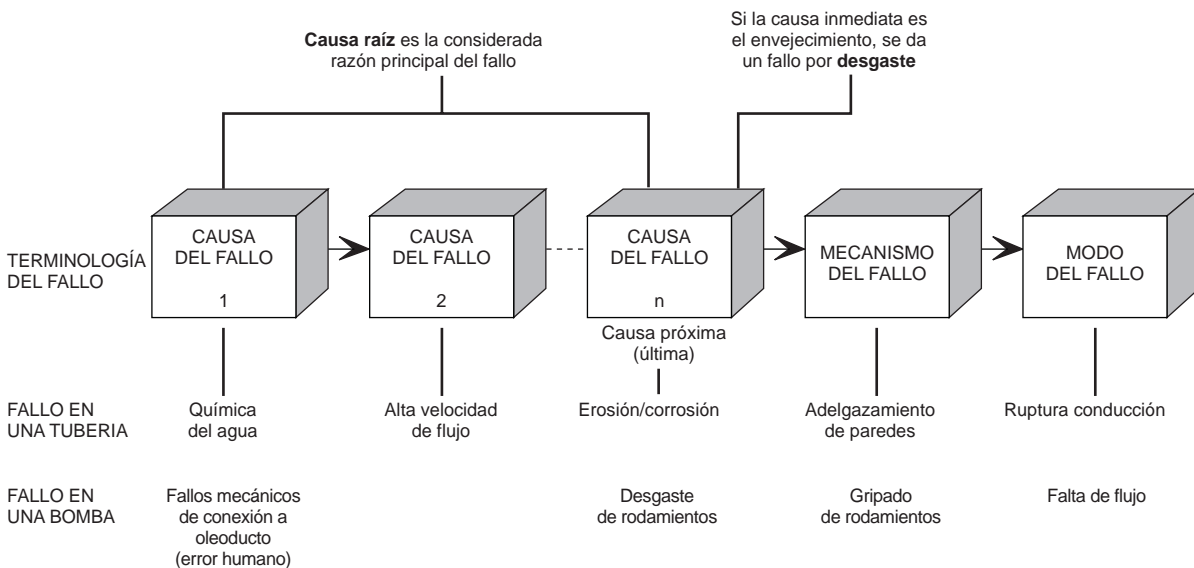 Causa raíz es la considerada
razón principal del fallo
Si la causa inmediata es
el envejecimiento, se da
un fallo por desgaste
TERMINOLOGÍA
DEL FALLO
CAUSA
DEL FALLO
1
CAUSA
DEL FALLO
2
CAUSA
DEL FALLO
n
Causa próxima
(última)
MECANISMO
DEL FALLO
MODO
DEL FALLO
FALLO EN
UNA TUBERIA
Química
del agua
Alta velocidad
de flujo
Erosión/corrosión
Adelgazamiento
de paredes
Ruptura conducción
FALLO EN
UNA BOMBA
Fallos mecánicos
de conexión a
oleoducto
(error humano)
Desgaste
de rodamientos
Gripado
de rodamientos
Falta de flujo